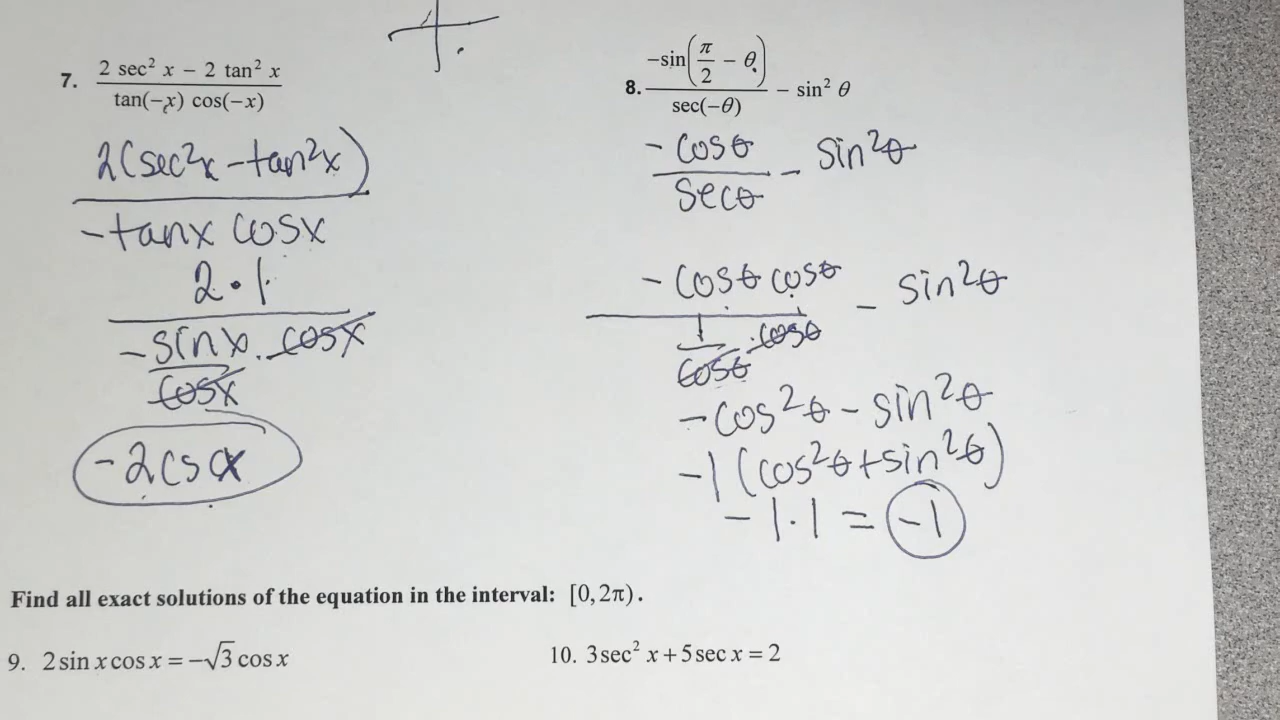 7. 2 sec² x − 2 tan² x / tan(−x) cos(−x)
2(sec²x − tan²x)
−tanx cosx
2 · 1
−sinx · cosx
cosx
−2cscx
8. −sin(π/2 − θ) / sec(−θ) − sin² θ
−cosθ / secθ − sin²θ
−cosθ cosθ − sin²θ
1 · cosθ
cosθ
−cos²θ − sin²θ
−1(cos²θ + sin²θ)
−1·1 = −1
Find all exact solutions of the equation in the interval: [0, 2π).
9. 2 sin x cos x = −√3 cos x
10. 3 sec² x + 5 sec x = 2